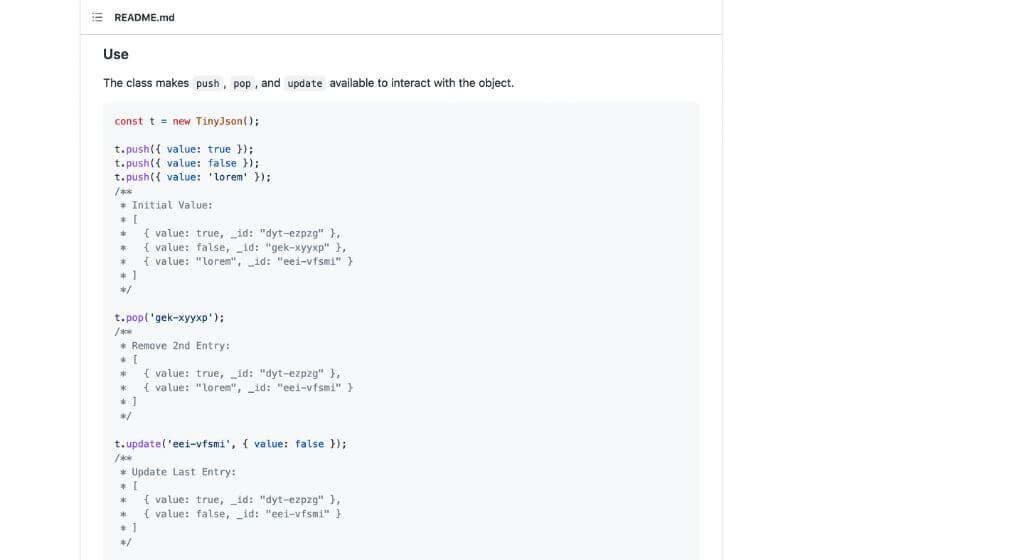 README.md
Use
The class makes push, pop, and update available to interact with the object.
const t = new TinyJson();
t.push({ value: true });
t.push({ value: false });
t.push({ value: 'lorem' });
/**
 * Initial Value:
 * [
 *   { value: true, _id: "dyt-ezpzg" },
 *   { value: false, _id: "gek-xyyxp" },
 *   { value: "lorem", _id: "eei-vfsmi" }
 * ]
 */
t.pop('gek-xyyxp');
/**
 * Remove 2nd Entry:
 * [
 *   { value: true, _id: "dyt-ezpzg" },
 *   { value: "lorem", _id: "eei-vfsmi" }
 * ]
 */
t.update('eei-vfsmi', { value: false });
/**
 * Update Last Entry:
 * [
 *   { value: true, _id: "dyt-ezpzg" },
 *   { value: false, _id: "eei-vfsmi" }
 * ]
 */